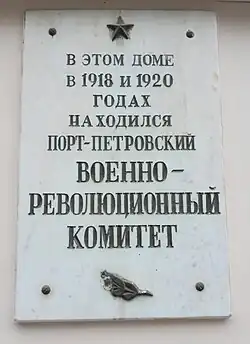 В ЭТОМ ДОМЕ
В 1918 И 1920
ГОДАХ
НАХОДИЛСЯ
ПОРТ-ПЕТРОВСКИЙ
ВОЕННО-
РЕВОЛЮЦИОННЫЙ
КОМИТЕТ